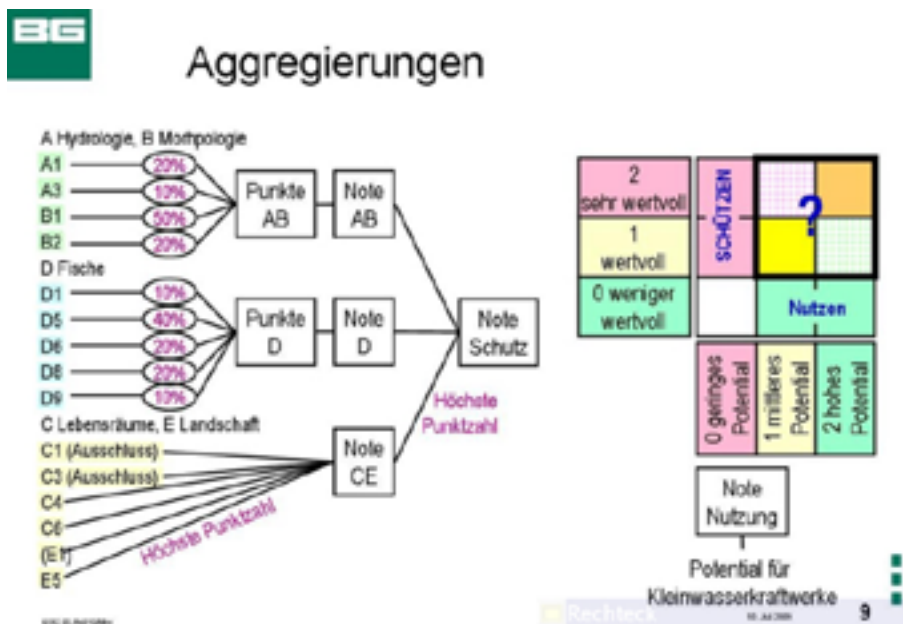 BG
Aggregierungen
A Hydrologie, B Morhpologie
A1 20%
A3 10%
B1 50%
B2 20%
Punkte
AB
Note
AB
D Fische
D1 10%
D5 40%
D6 20%
D8 20%
D9 10%
Punkte
D
Note
D
Note
Schutz
Höchste
Punktzahl
C Lebensräume, E Landschaft
C1 (Ausschluss)
C3 (Ausschluss)
C4
C6
(E1)
E5
Höchste Punktzahl
Note
CE
2
sehr wertvoll
1
wertvoll
0 weniger
wertvoll
SCHÜTZEN
?
Nutzen
0 geringes
Potential
1 mittleres
Potential
2 hohes
Potential
Note
Nutzung
Potential für
Kleinwasserkraftwerke
Rechteck
9